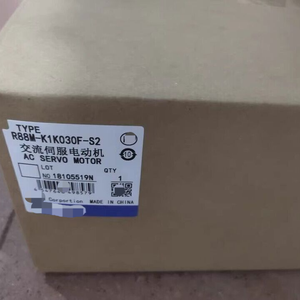 TYPE
R88M-K1K030F-S2
交流伺服电动机
AC SERVO MOTOR
LOT QTY
NO. 18105519N 1
Corporation MADE IN CHINA